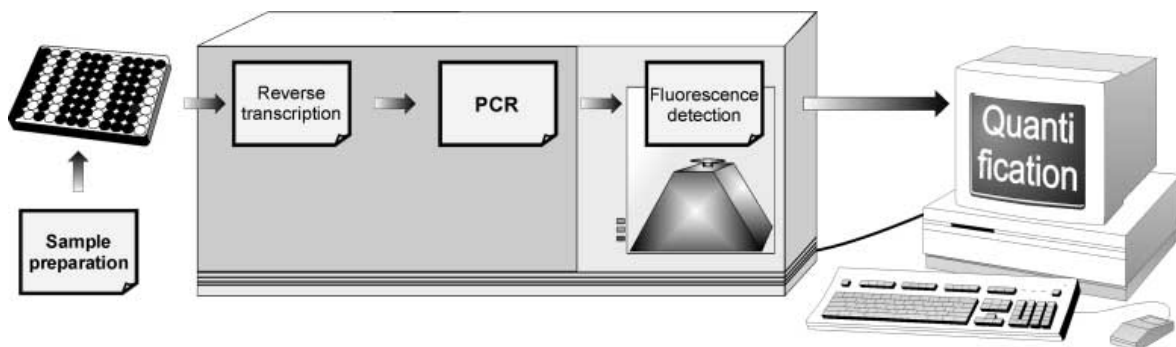 Sample
preparation
Reverse
transcription
PCR
Fluorescence
detection
Quanti
fication